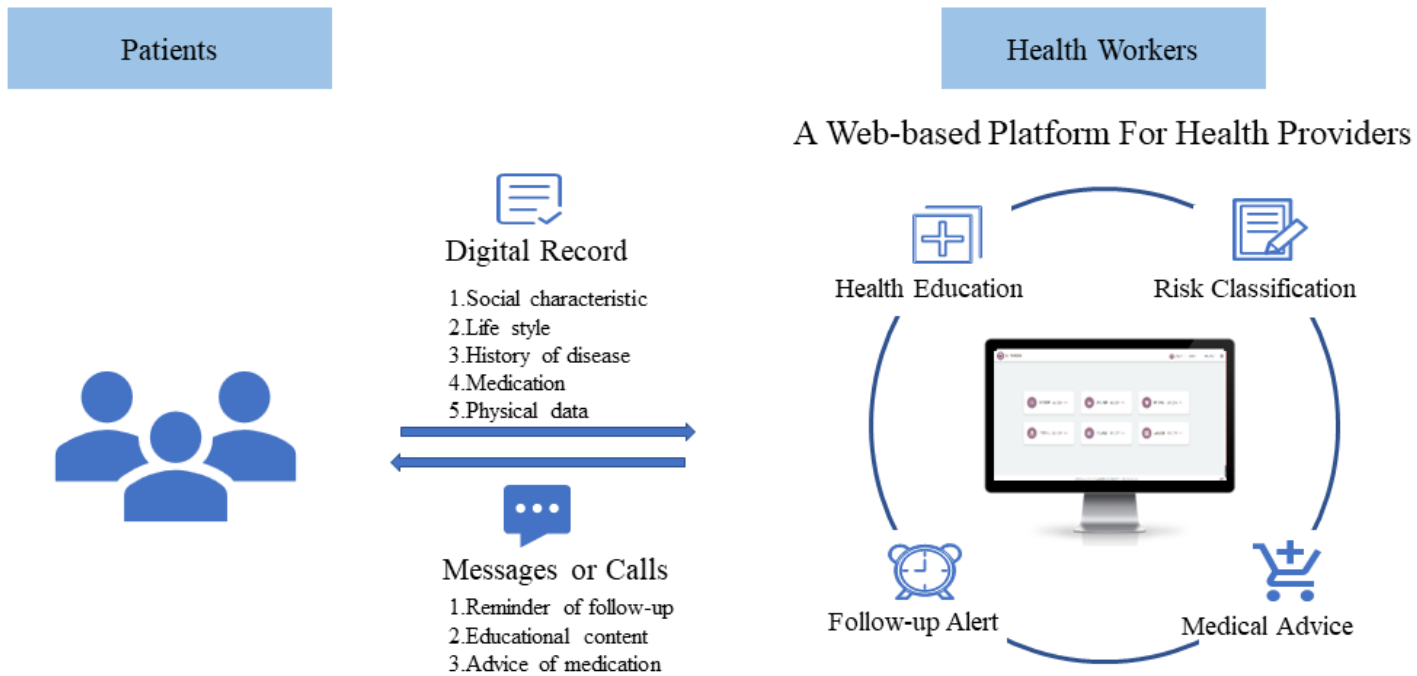 Patients
Health Workers
A Web-based Platform For Health Providers
Digital Record
1.Social characteristic
2.Life style
3.History of disease
4.Medication
5.Physical data
Messages or Calls
1.Reminder of follow-up
2.Educational content
3.Advice of medication
Health Education
Risk Classification
Follow-up Alert
Medical Advice